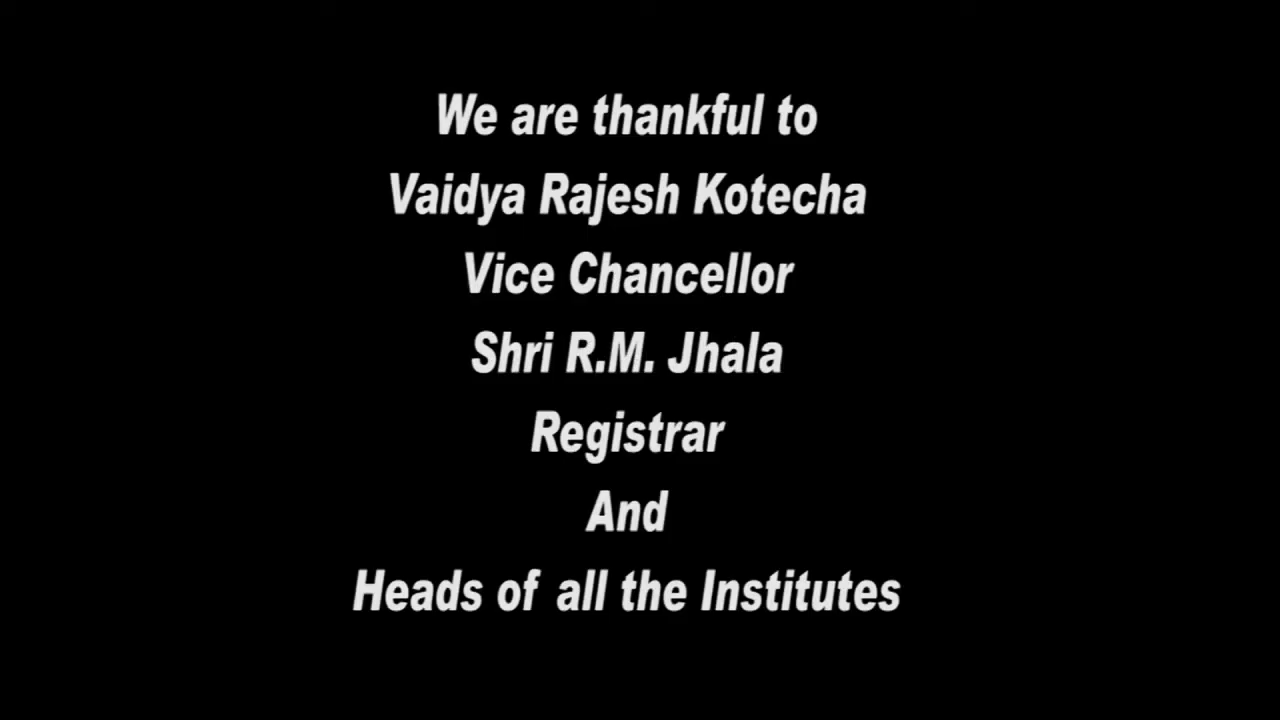 We are thankful to
Vaidya Rajesh Kotecha
Vice Chancellor
Shri R.M. Jhala
Registrar
And
Heads of all the Institutes